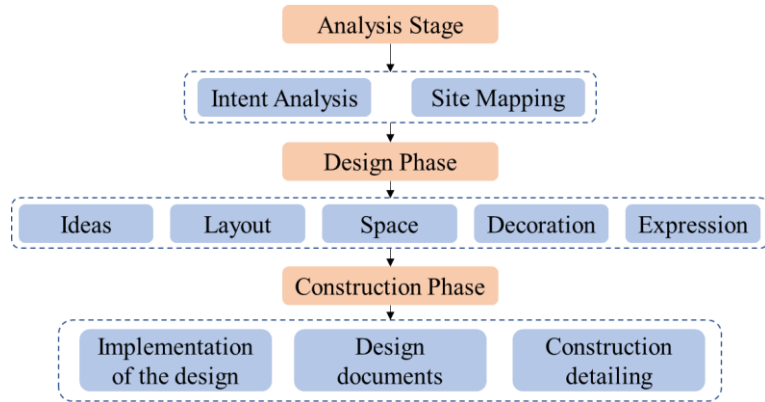 Analysis Stage
Intent Analysis
Site Mapping
Design Phase
Ideas
Layout
Space
Decoration
Expression
Construction Phase
Implementation
of the design
Design
documents
Construction
detailing